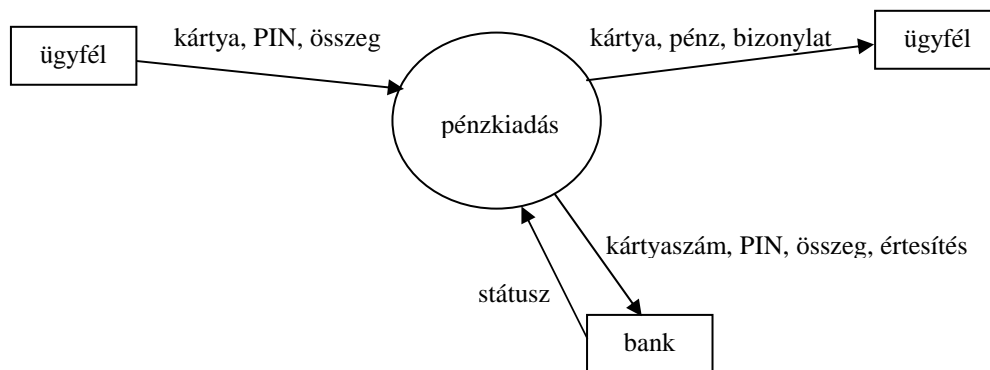 ügyfél
kártya, PIN, összeg
kártya, pénz, bizonylat
ügyfél
pénzkiadás
kártyaszám, PIN, összeg, értesítés
státusz
bank